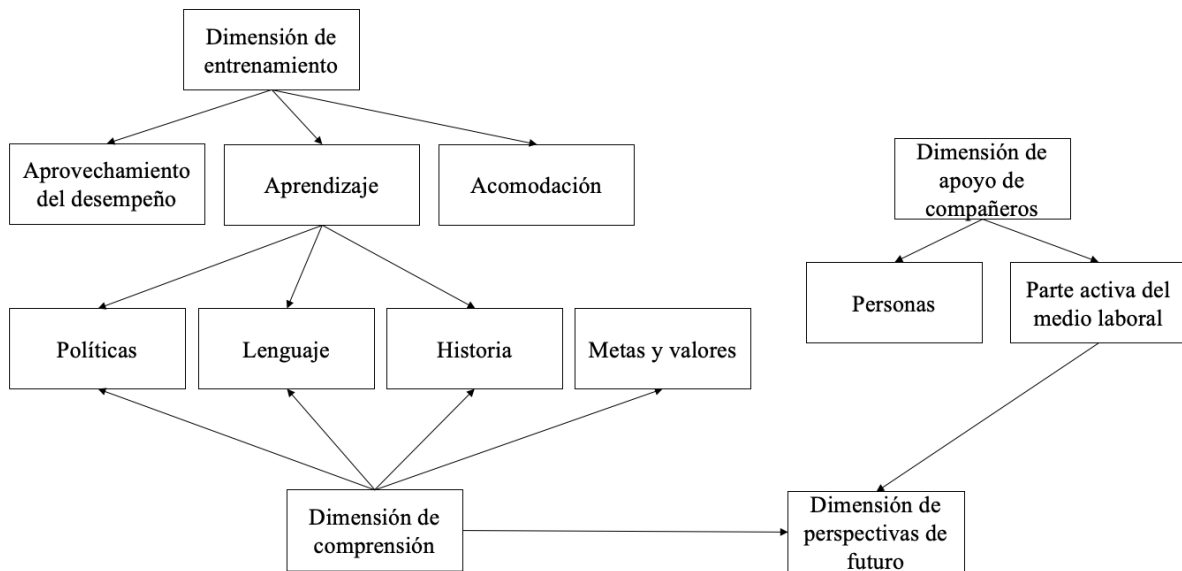 Dimensión de
entrenamiento
Aprovechamiento
del desempeño
Aprendizaje
Acomodación
Dimensión de
apoyo de
compañeros
Personas
Parte activa del
medio laboral
Políticas
Lenguaje
Historia
Metas y valores
Dimensión de
comprensión
Dimensión de
perspectivas de
futuro